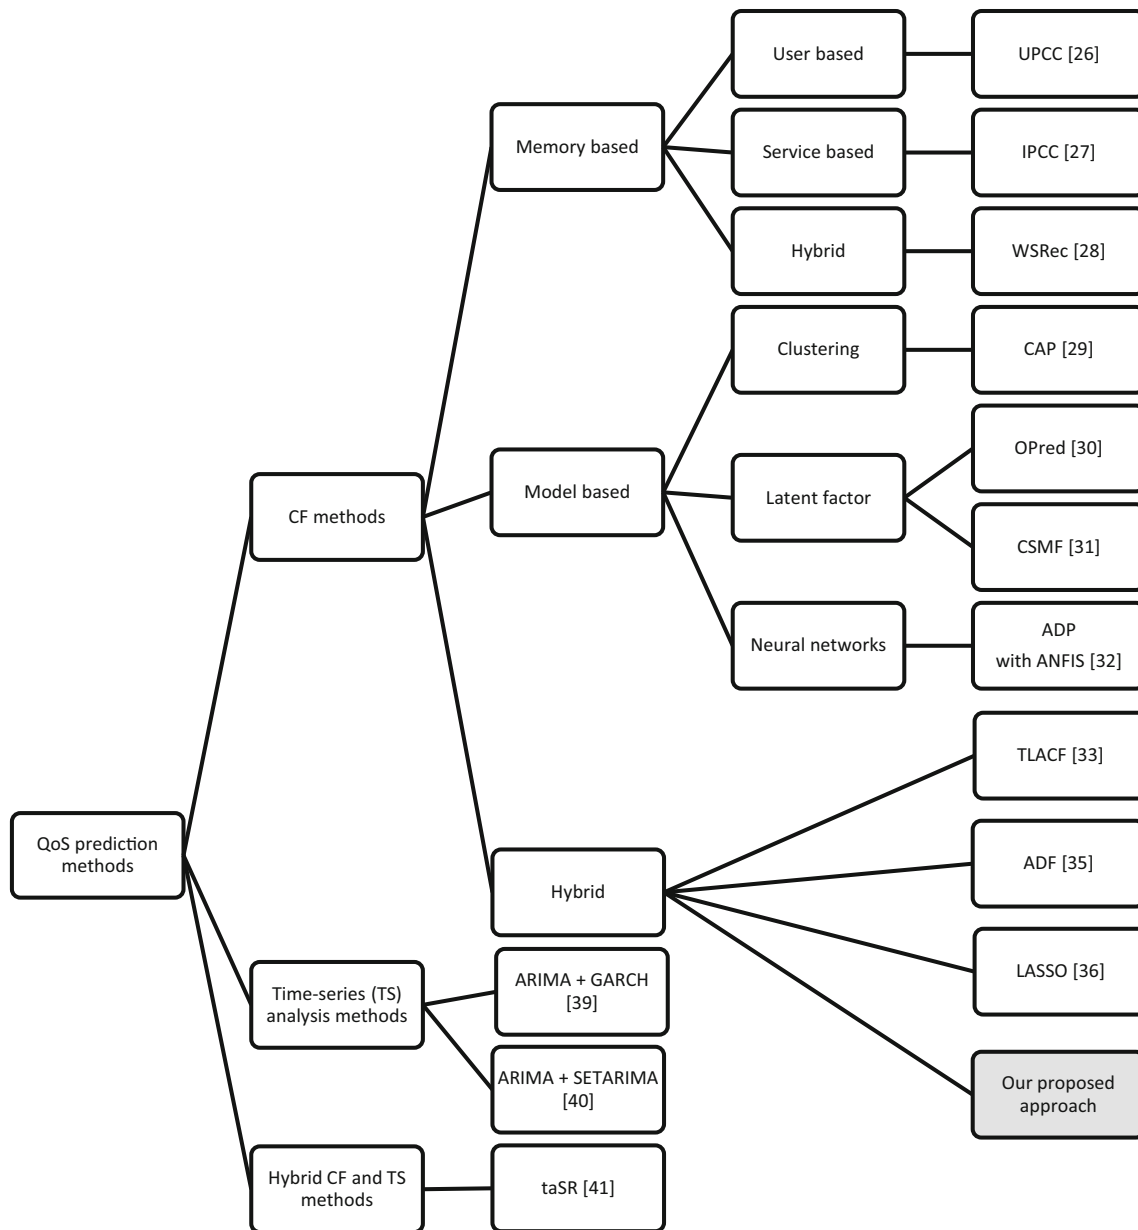 User based
UPCC [26]
Memory based
Service based
IPCC [27]
Hybrid
WSRec [28]
Clustering
CAP [29]
OPred [30]
CF methods
Model based
Latent factor
CSMF [31]
Neural networks
ADP
with ANFIS [32]
TLACF [33]
QoS prediction
methods
Hybrid
ADF [35]
LASSO [36]
Time-series (TS)
analysis methods
ARIMA + GARCH
[39]
ARIMA + SETARIMA
[40]
Our proposed
approach
Hybrid CF and TS
methods
taSR [41]